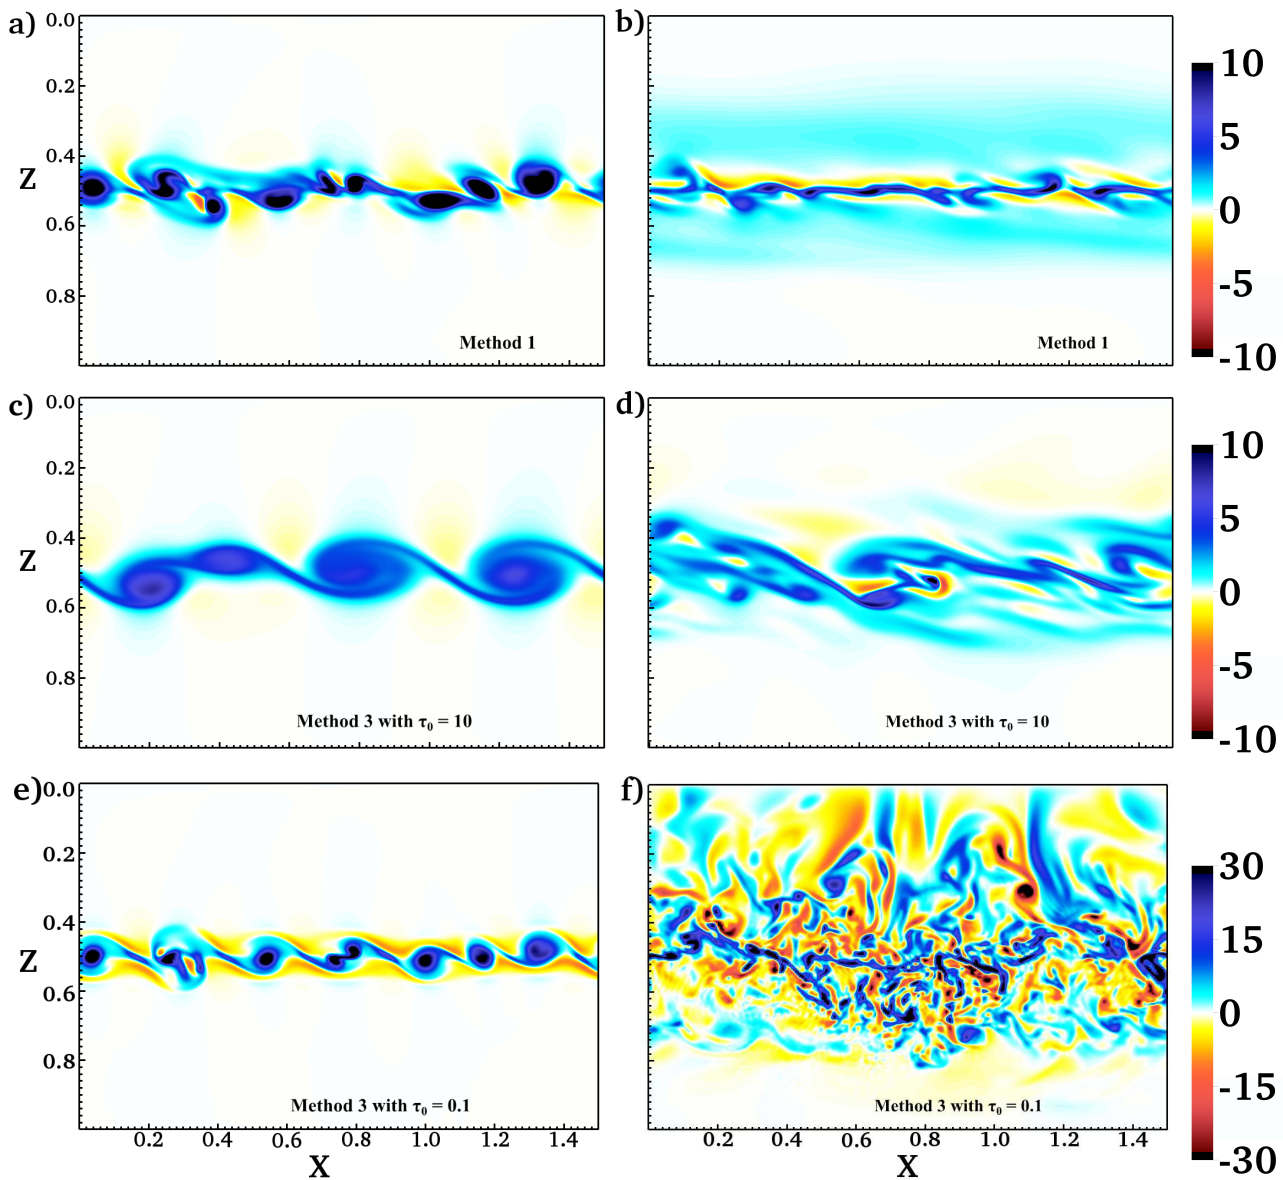 a) b)
0.0
0.2
0.4
Z
0.6
0.8
Method 1 Method 1
10
5
0
-5
-10
c) d)
0.0
0.2
0.4
Z
0.6
0.8
Method 3 with τ₀ = 10 Method 3 with τ₀ = 10
10
5
0
-5
-10
e) f)
0.0
0.2
0.4
Z
0.6
0.8
Method 3 with τ₀ = 0.1 Method 3 with τ₀ = 0.1
30
15
0
-15
-30
0.2 0.4 0.6 0.8 1.0 1.2 1.4 0.2 0.4 0.6 0.8 1.0 1.2 1.4
X X